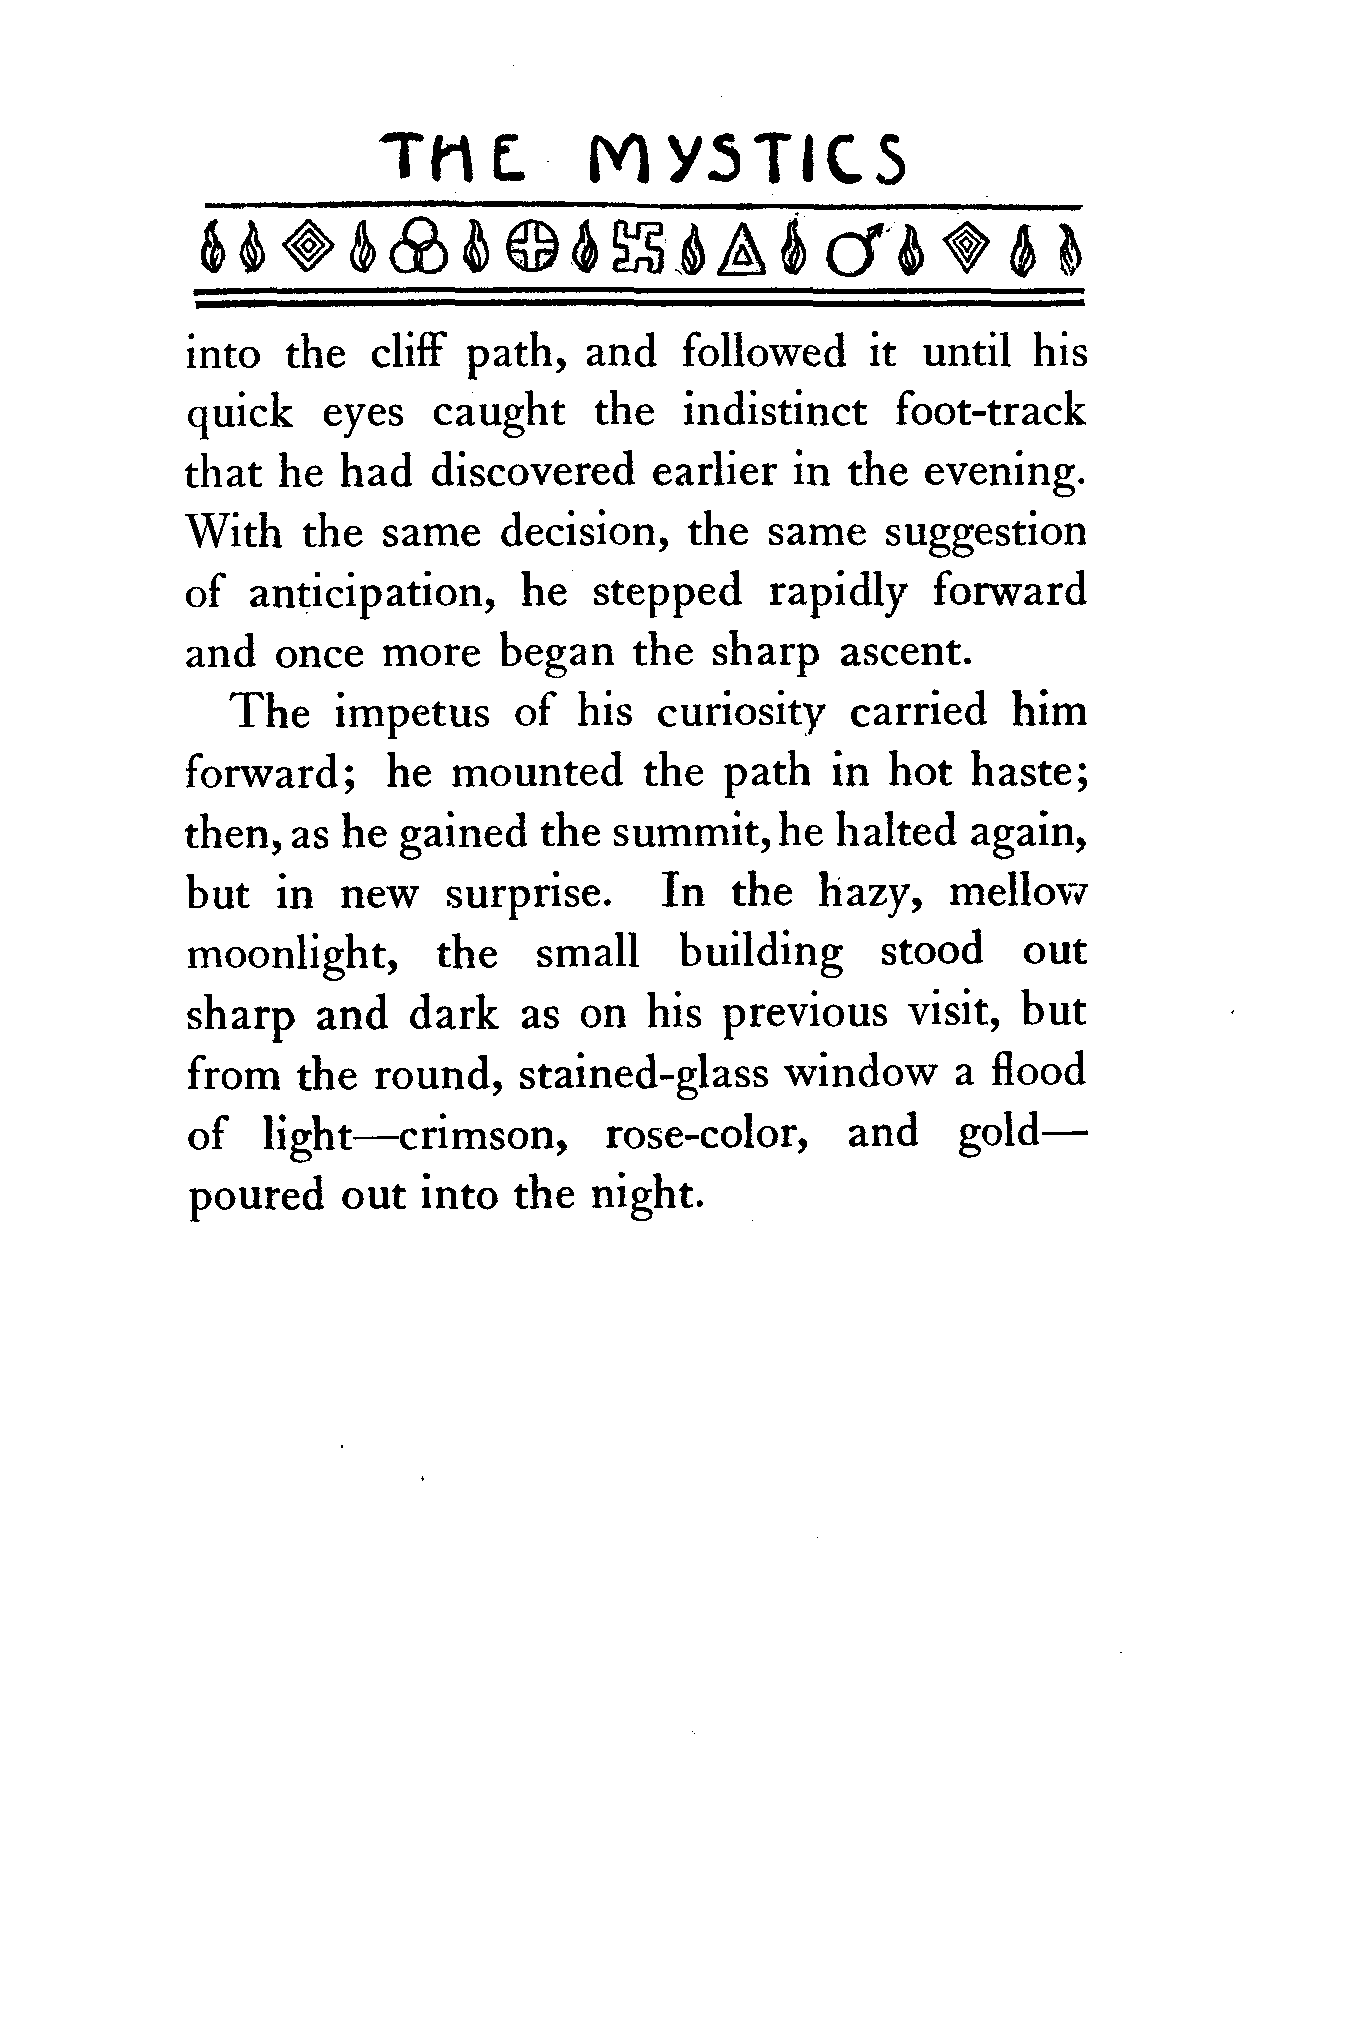 THE MYSTICS
into the cliff path, and followed it until his
quick eyes caught the indistinct foot-track
that he had discovered earlier in the evening.
With the same decision, the same suggestion
of anticipation, he stepped rapidly forward
and once more began the sharp ascent.
The impetus of his curiosity carried him
forward; he mounted the path in hot haste;
then, as he gained the summit, he halted again,
but in new surprise. In the hazy, mellow
moonlight, the small building stood out
sharp and dark as on his previous visit, but
from the round, stained-glass window a flood
of light—crimson, rose-color, and gold—
poured out into the night.